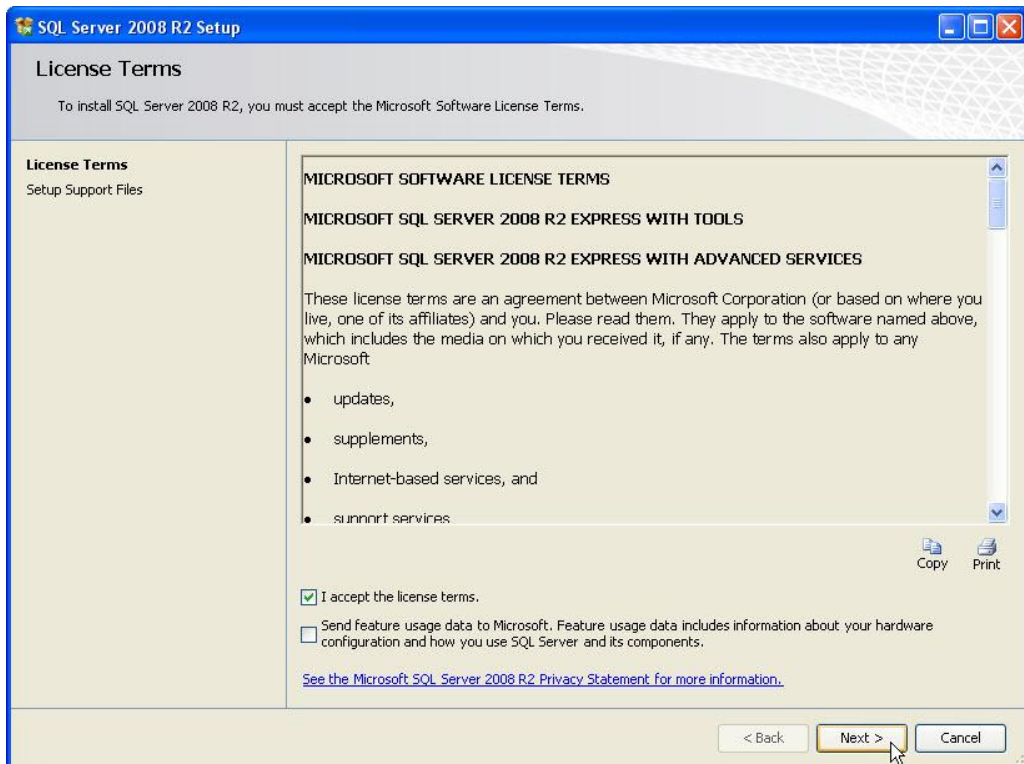 SQL Server 2008 R2 Setup
License Terms
To install SQL Server 2008 R2, you must accept the Microsoft Software License Terms.
License Terms
Setup Support Files
MICROSOFT SOFTWARE LICENSE TERMS
MICROSOFT SQL SERVER 2008 R2 EXPRESS WITH TOOLS
MICROSOFT SQL SERVER 2008 R2 EXPRESS WITH ADVANCED SERVICES
These license terms are an agreement between Microsoft Corporation (or based on where you
live, one of its affiliates) and you. Please read them. They apply to the software named above,
which includes the media on which you received it, if any. The terms also apply to any
Microsoft
• updates,
• supplements,
• Internet-based services, and
• support services
Copy Print
I accept the license terms.
Send feature usage data to Microsoft. Feature usage data includes information about your hardware
configuration and how you use SQL Server and its components.
See the Microsoft SQL Server 2008 R2 Privacy Statement for more information.
< Back Next > Cancel